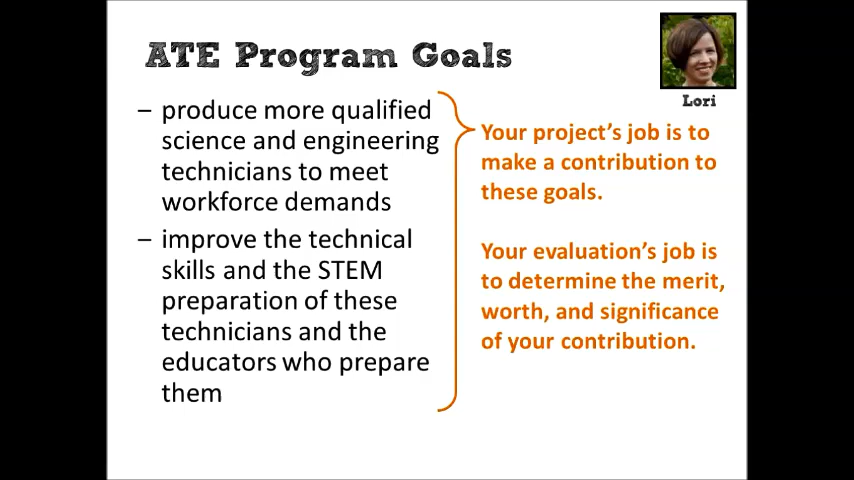 ATE Program Goals
Lori
– produce more qualified
science and engineering
technicians to meet
workforce demands
– improve the technical
skills and the STEM
preparation of these
technicians and the
educators who prepare
them
Your project's job is to
make a contribution to
these goals.
Your evaluation's job is
to determine the merit,
worth, and significance
of your contribution.